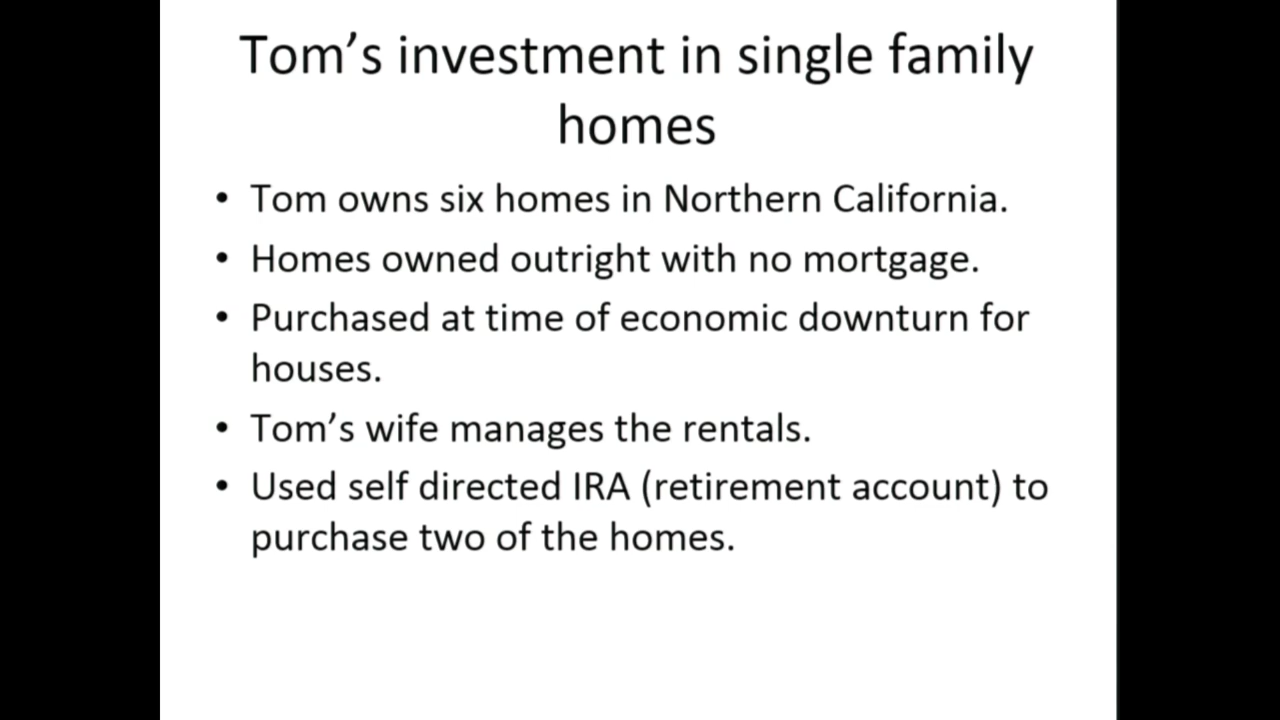 Tom’s investment in single family
homes
• Tom owns six homes in Northern California.
• Homes owned outright with no mortgage.
• Purchased at time of economic downturn for
houses.
• Tom’s wife manages the rentals.
• Used self directed IRA (retirement account) to
purchase two of the homes.